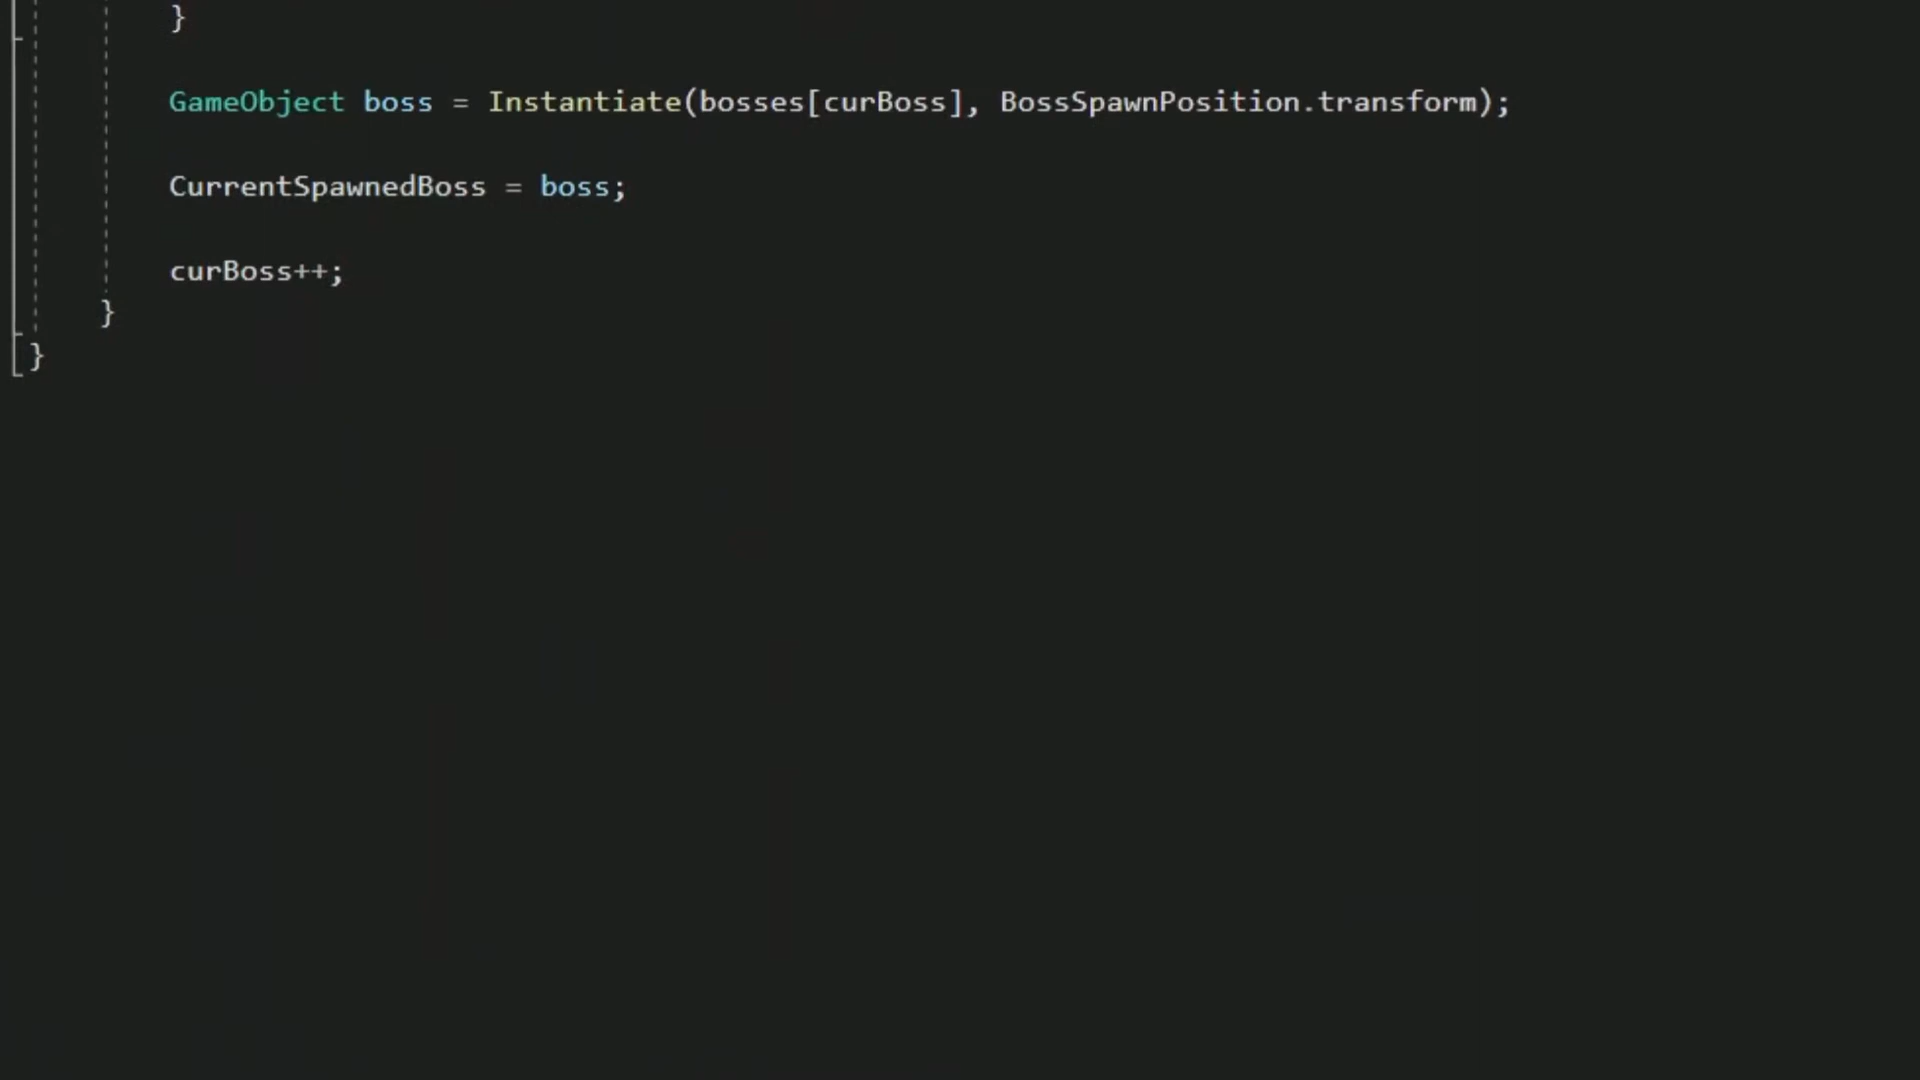 }
GameObject boss = Instantiate(bosses[curBoss], BossSpawnPosition.transform);
CurrentSpawnedBoss = boss;
curBoss++;
}
}